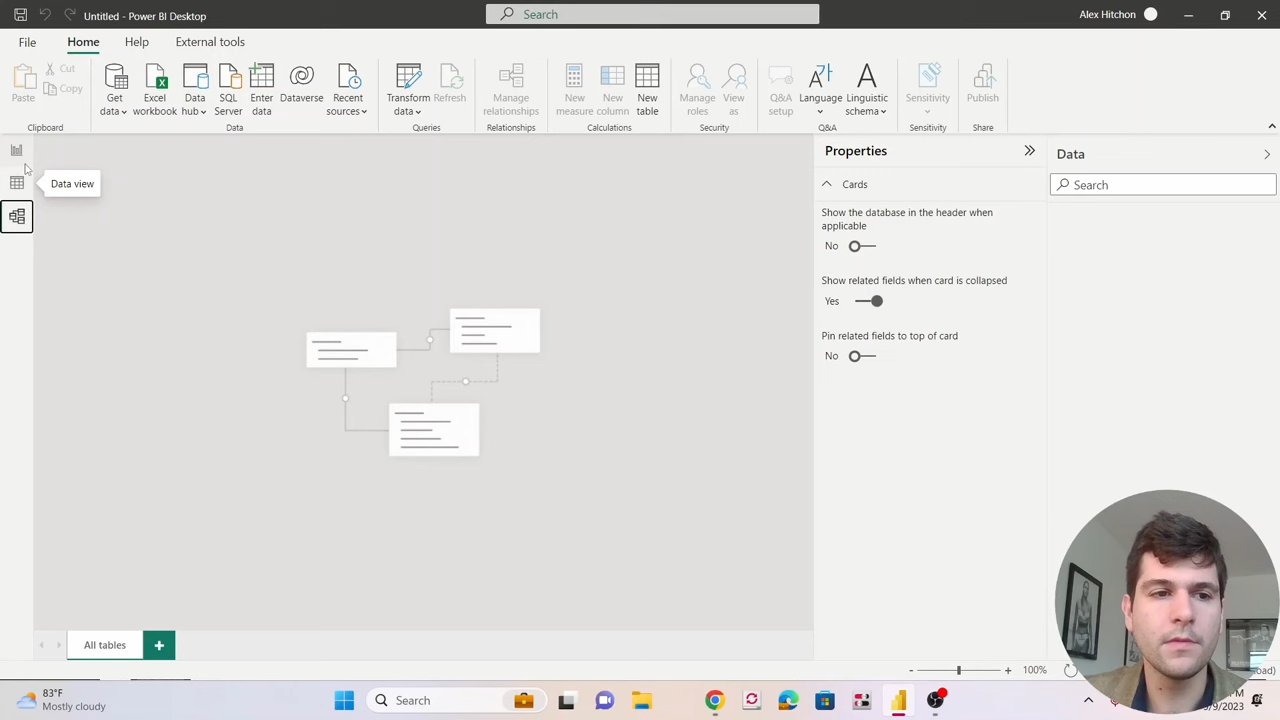 Untitled - Power BI Desktop
Search
Alex Hitchon
File
Home
Help
External tools
Paste
Cut
Copy
Get
data
Excel
workbook
Data
hub
SQL
Server
Enter
data
Dataverse
Recent
sources
Transform
data
Refresh
Manage
relationships
New
measure
New
column
New
table
Manage
roles
View
as
Q&A
setup
Language
Linguistic
schema
Sensitivity
Publish
Clipboard
Data
Queries
Relationships
Calculations
Security
Q&A
Sensitivity
Share
Data view
Properties
Cards
Show the database in the header when
applicable
No
Show related fields when card is collapsed
Yes
Pin related fields to top of card
No
Data
Search
All tables
100%
83°F
Mostly cloudy
Search